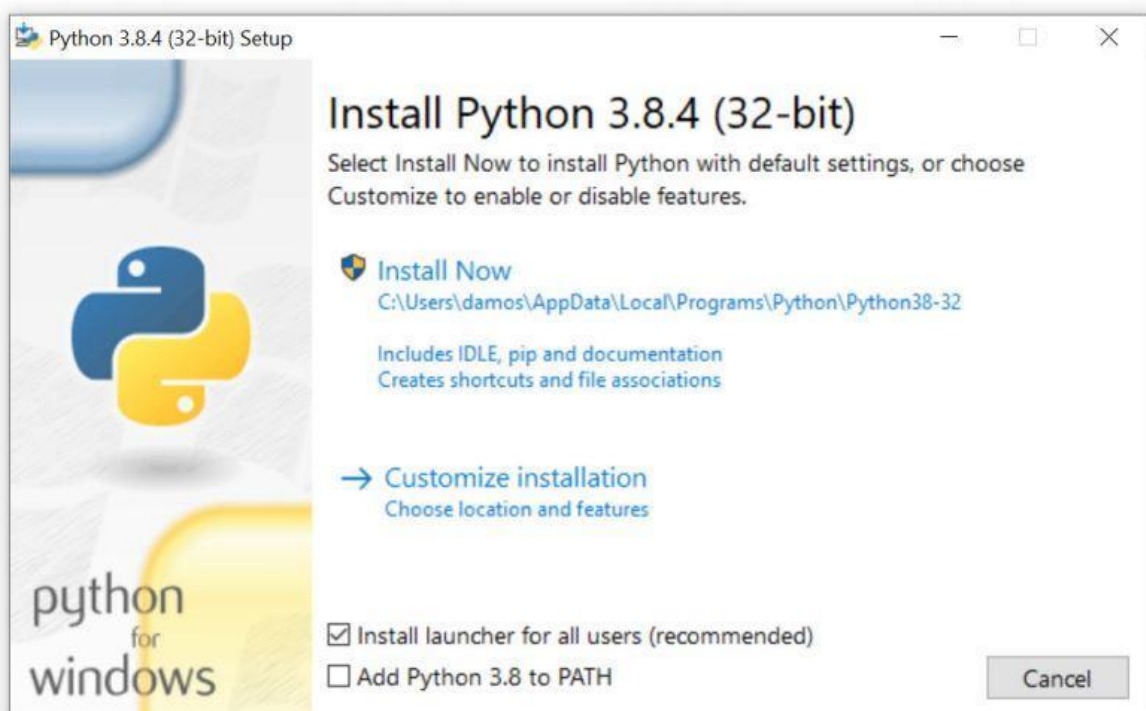 Python 3.8.4 (32-bit) Setup
Install Python 3.8.4 (32-bit)
Select Install Now to install Python with default settings, or choose
Customize to enable or disable features.
Install Now
C:\Users\damos\AppData\Local\Programs\Python\Python38-32
Includes IDLE, pip and documentation
Creates shortcuts and file associations
Customize installation
Choose location and features
python
for
windows
Install launcher for all users (recommended)
Add Python 3.8 to PATH
Cancel